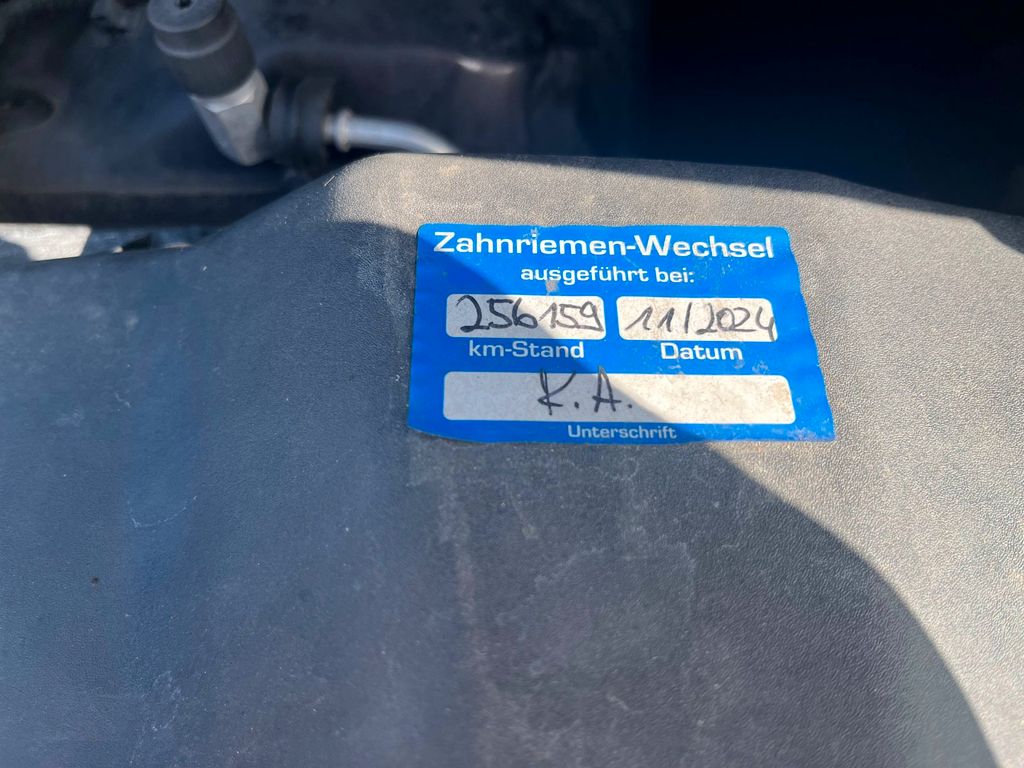 Zahnriemen-Wechsel
ausgeführt bei:
256159 11/2024
km-Stand Datum
K.A.
Unterschrift